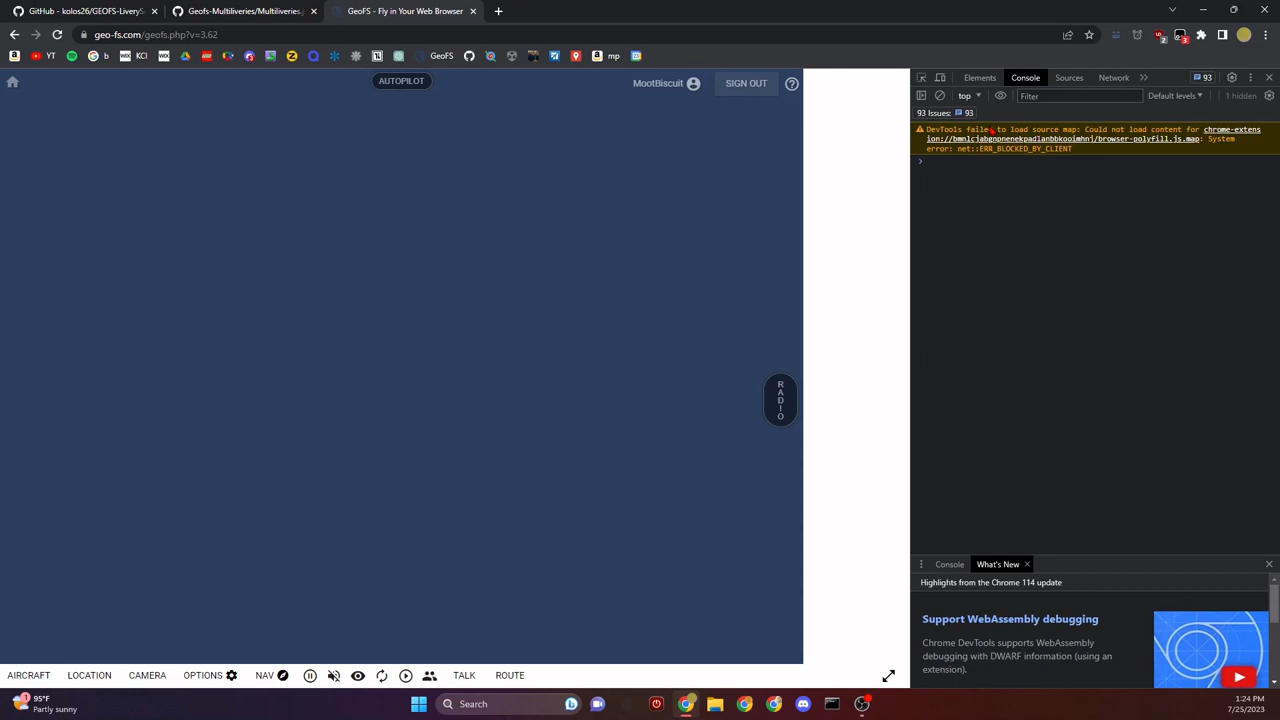 GitHub - kolos26/GEOFS-LiveryS
Geofs-Multiliveries/Multiliveries.j
GeoFS - Fly in Your Web Browser
geo-fs.com/geofs.php?v=3.62
YT
b
KCI
GeoFS
mp
AUTOPILOT
MootBiscuit
SIGN OUT
RADIO
Elements
Console
Sources
Network
93
top
Filter
Default levels
1 hidden
93 Issues:
93
DevTools failed to load source map: Could not load content for chrome-extens
ion://bmnlcjabgnpnenekpadlanbbkooimhnj/browser-polyfill.js.map: System
error: net::ERR_BLOCKED_BY_CLIENT
Console
What's New
Highlights from the Chrome 114 update
Support WebAssembly debugging
Chrome DevTools supports WebAssembly
debugging with DWARF information (using an
extension).
AIRCRAFT
LOCATION
CAMERA
OPTIONS
NAV
TALK
ROUTE
95°F
Partly sunny
Search
1:24 PM
7/25/2023